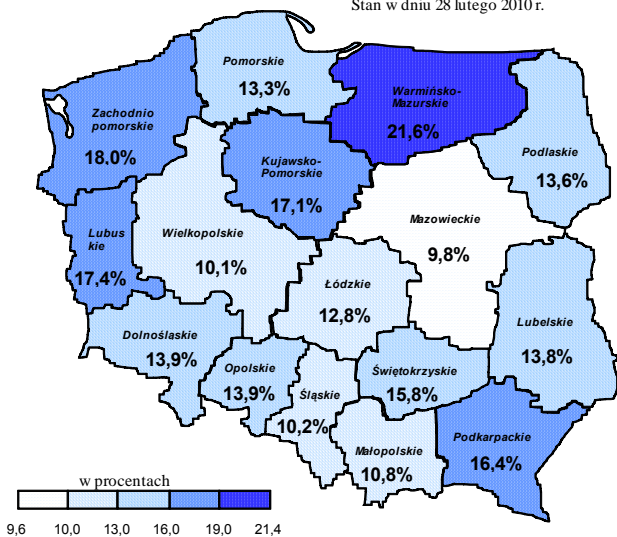 Stan w dniu 28 lutego 2010 r.
Pomorskie
13,3%
Warmińsko-
Mazurskie
21,6%
Zachodnio
pomorskie
18.0%
Kujawsko-
Pomorskie
17,1%
Podlaskie
13,6%
Mazowieckie
9,8%
Lubus
kie
17,4%
Wielkopolskie
10,1%
Łódzkie
12,8%
Lubelskie
13,8%
Dolnośląskie
13,9%
Opolskie
13,9%
Śląskie
10,2%
Świętokrzyskie
15,8%
Małopolskie
10,8%
Podkarpackie
16,4%
w procentach
9,6 10,0 13,0 16,0 19,0 21,4